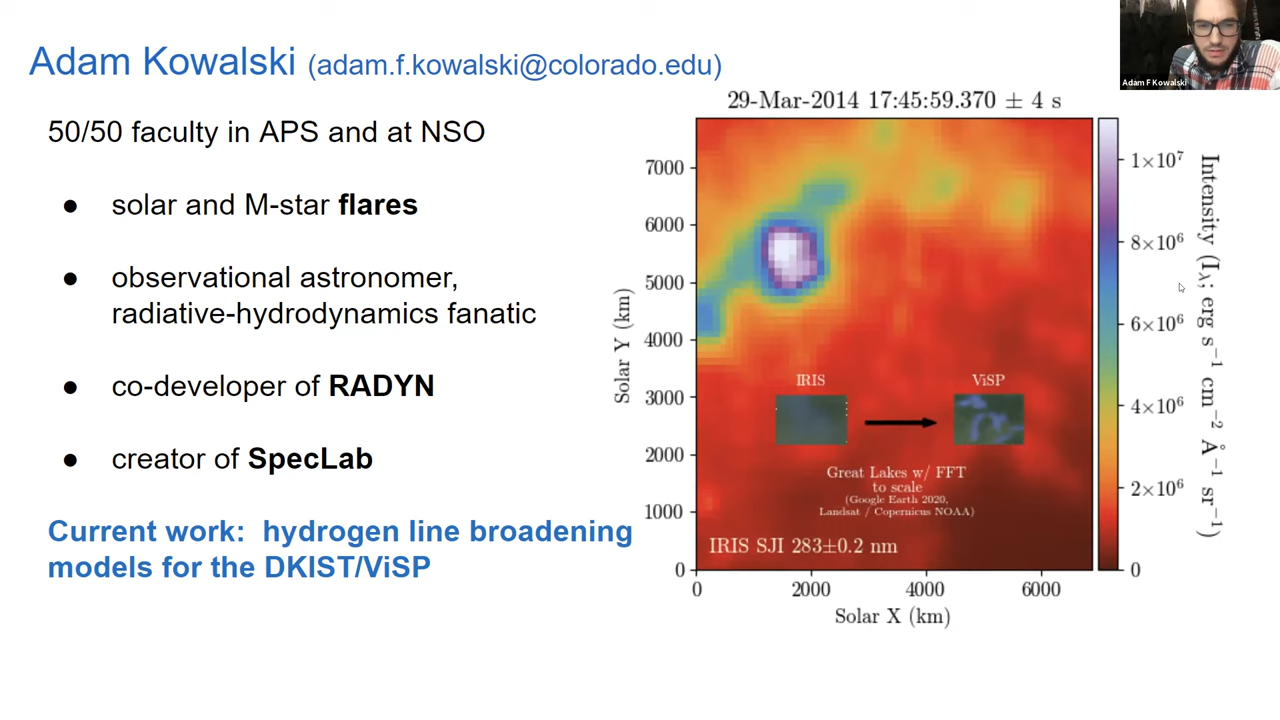 Adam Kowalski (adam.f.kowalski@colorado.edu)
Adam F Kowalski
50/50 faculty in APS and at NSO
● solar and M-star flares
● observational astronomer,
radiative-hydrodynamics fanatic
● co-developer of RADYN
● creator of SpecLab
Current work:  hydrogen line broadening
models for the DKIST/ViSP
29-Mar-2014 17:45:59.370 ± 4 s
Solar Y (km)
7000
6000
5000
4000
3000
2000
1000
0
IRIS
ViSP
Great Lakes w/ FFT
to scale
(Google Earth 2020,
Landsat / Copernicus NOAA)
IRIS SJI 283±0.2 nm
0 2000 4000 6000
Solar X (km)
1×10⁷
8×10⁶
6×10⁶
4×10⁶
2×10⁶
0
Intensity (I_λ; erg s⁻¹ cm⁻² Å⁻¹ sr⁻¹)